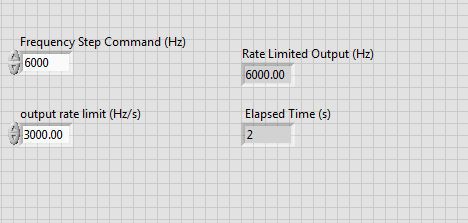 Frequency Step Command (Hz)
6000
Rate Limited Output (Hz)
6000.00
output rate limit (Hz/s)
3000.00
Elapsed Time (s)
2